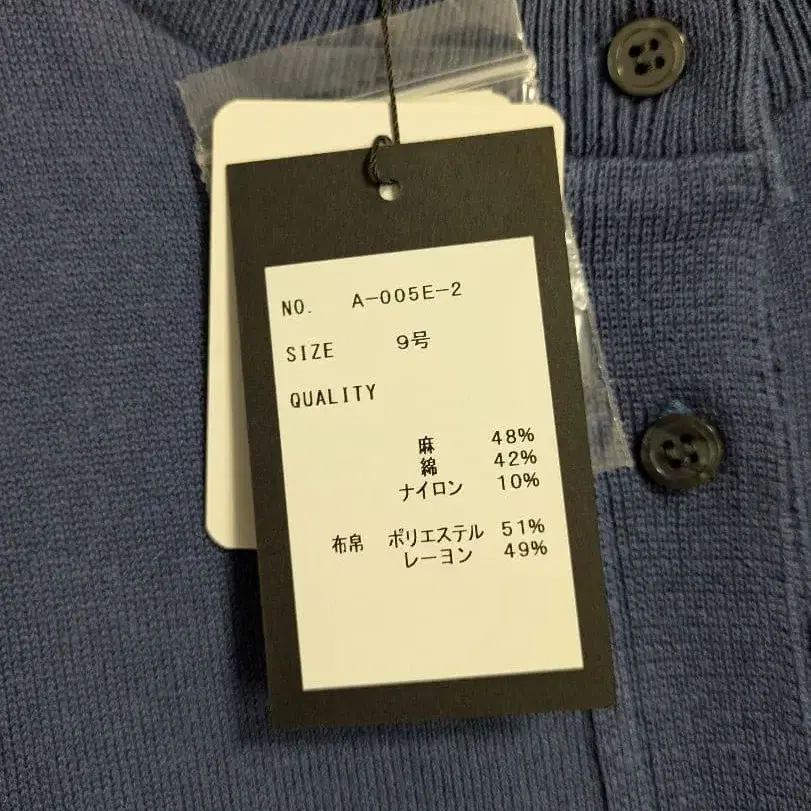 NO. A-005E-2
SIZE 9号
QUALITY
麻 48%
綿 42%
ナイロン 10%
布帛 ポリエステル 51%
レーヨン 49%